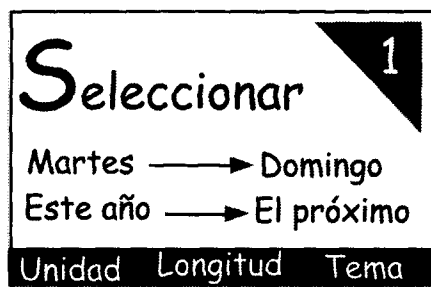 1
Seleccionar
Martes → Domingo
Este año → El próximo
Unidad Longitud Tema